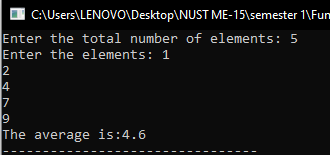 C:\Users\LENOVO\Desktop\NUST ME-15\semester 1\Fun
Enter the total number of elements: 5
Enter the elements: 1
2
4
7
9
The average is:4.6
--------------------------------